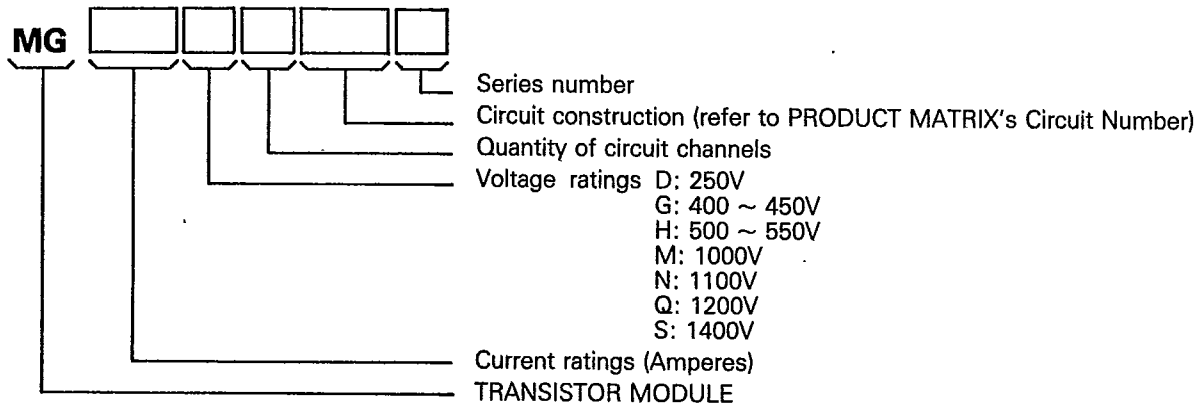 MG
Series number
Circuit construction (refer to PRODUCT MATRIX's Circuit Number)
Quantity of circuit channels
Voltage ratings D: 250V
G: 400 ~ 450V
H: 500 ~ 550V
M: 1000V
N: 1100V
Q: 1200V
S: 1400V
Current ratings (Amperes)
TRANSISTOR MODULE